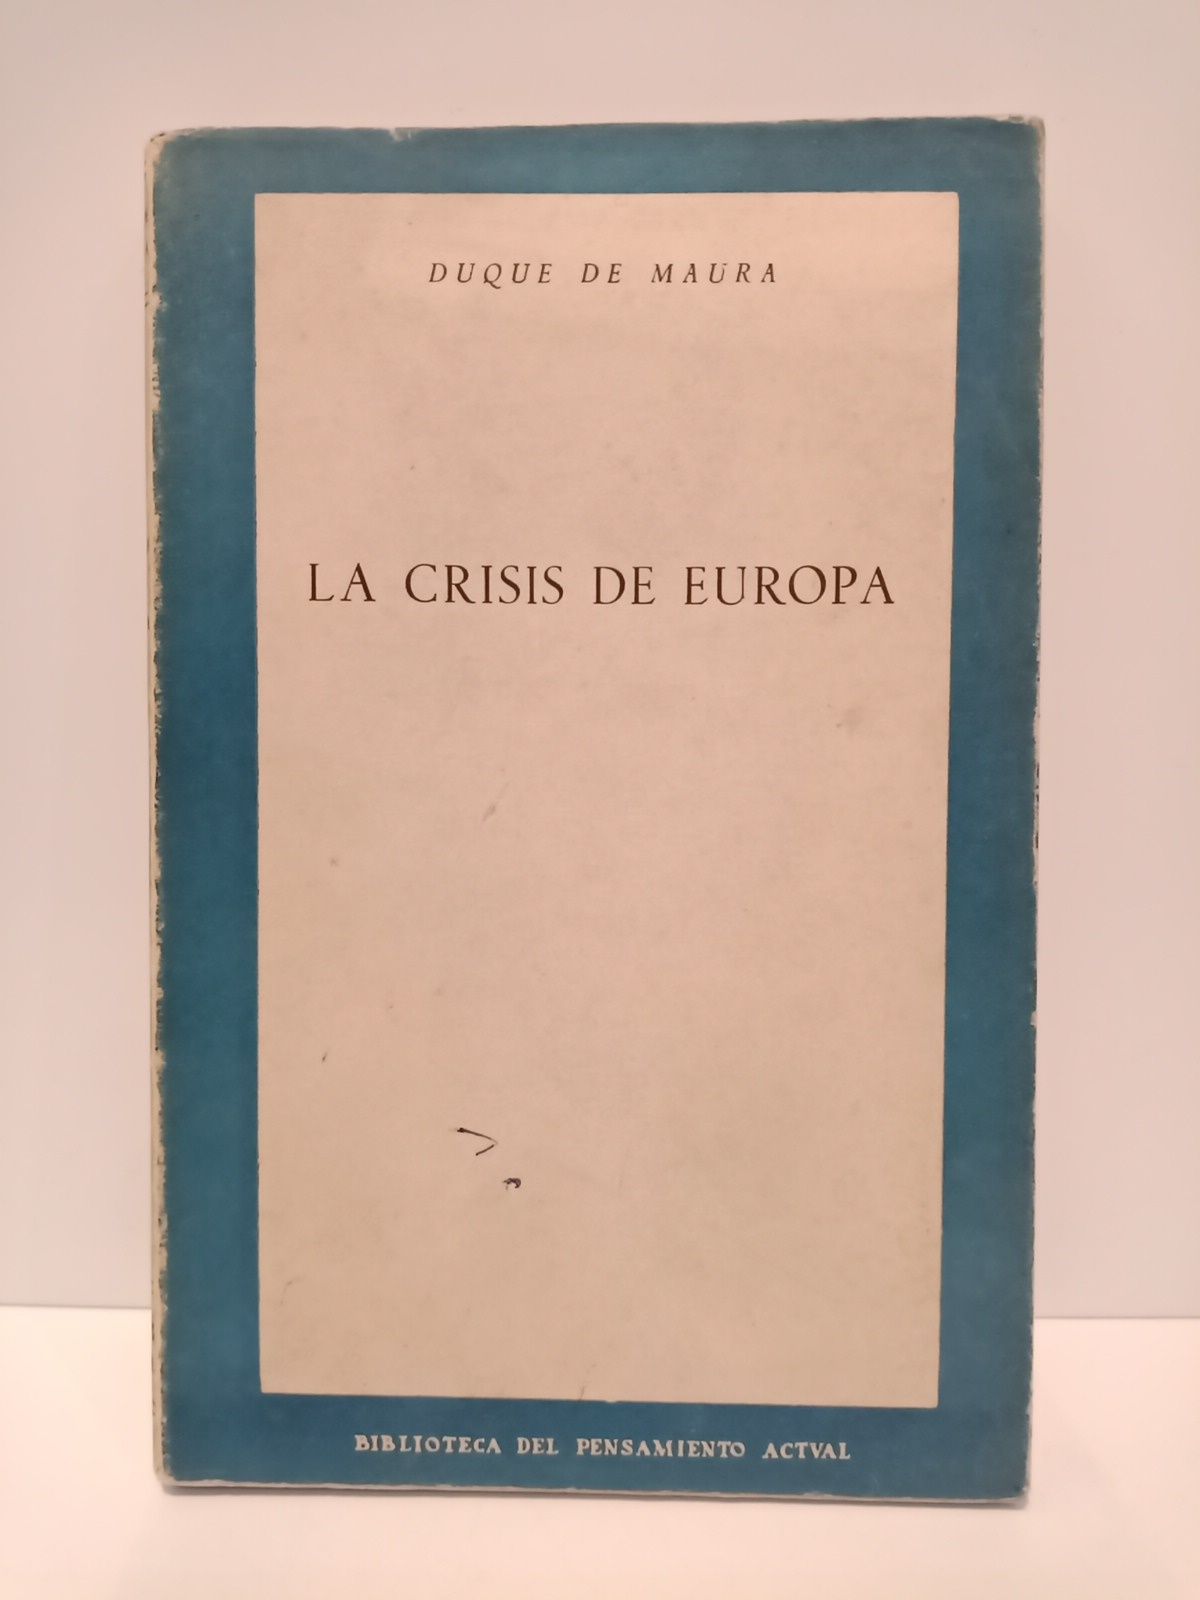 DUQUE DE MAURA
LA CRISIS DE EUROPA
BIBLIOTECA DEL PENSAMIENTO ACTVAL